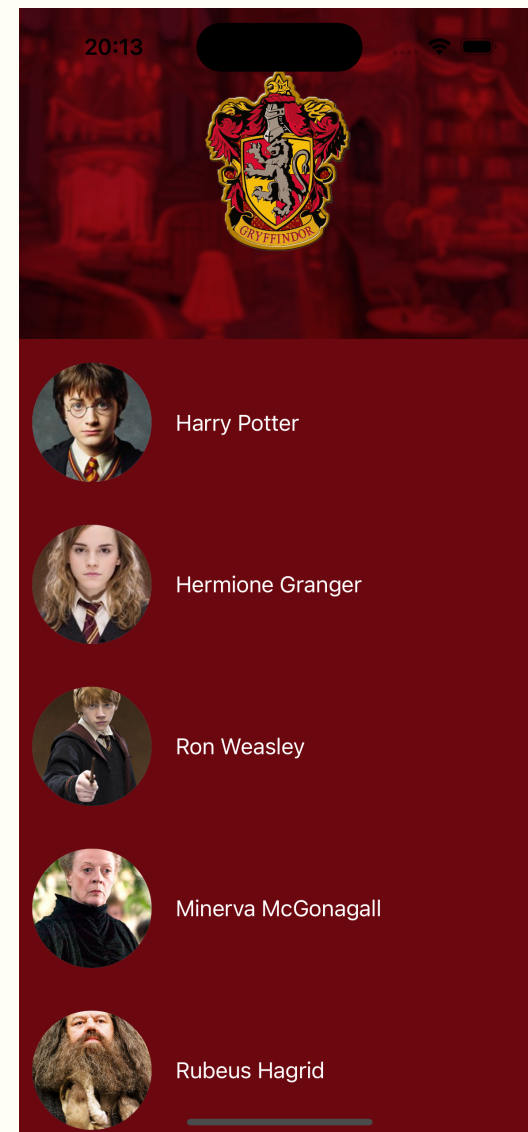 20:13
GRYFFINDOR
Harry Potter
Hermione Granger
Ron Weasley
Minerva McGonagall
Rubeus Hagrid